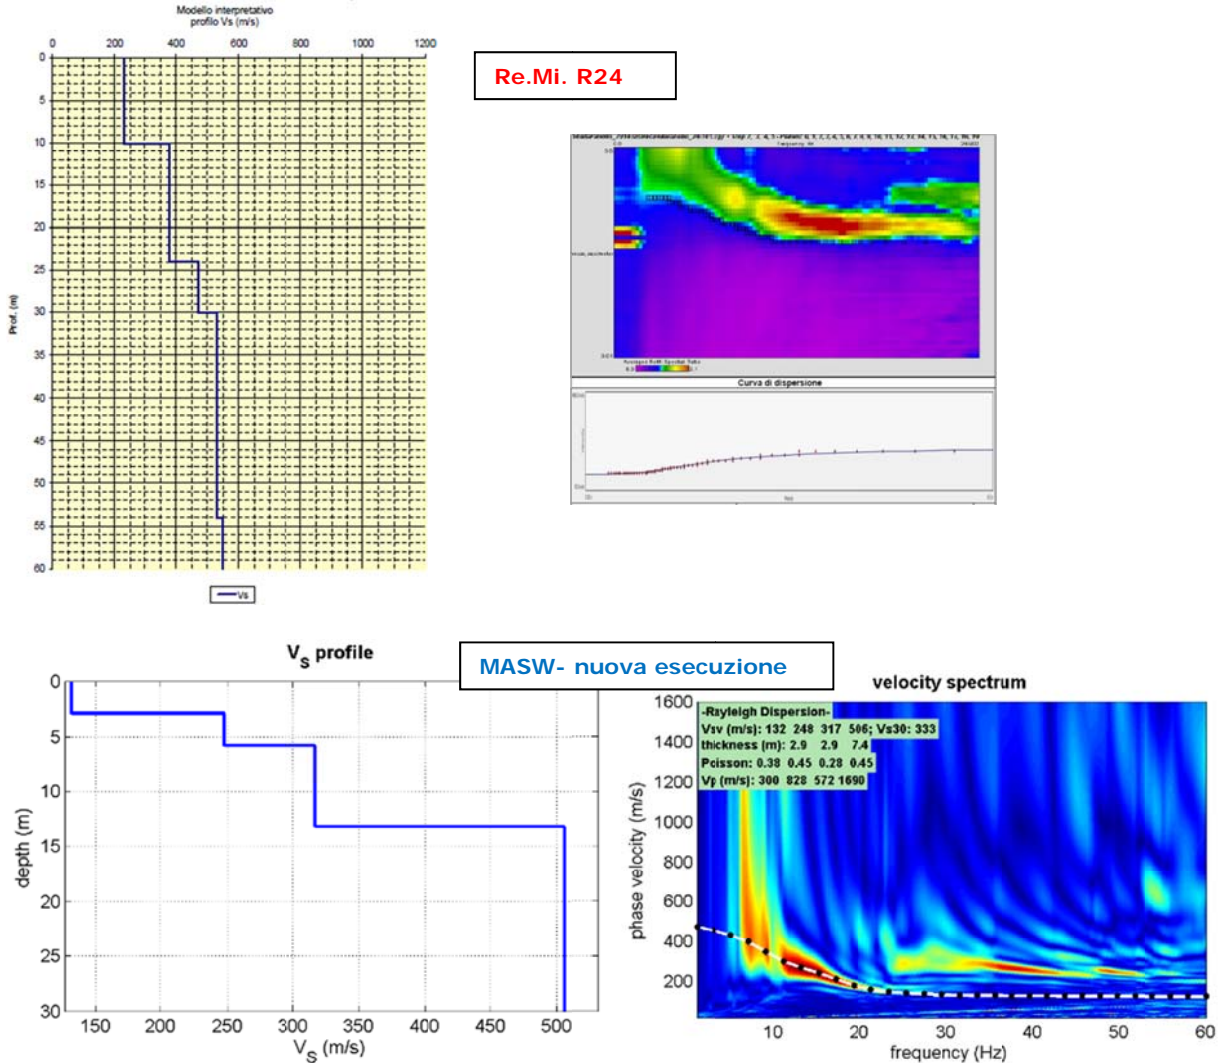 Modello interpretativo
profilo Vs (m/s)
0 200 400 600 800 1000 1200
0
5
10
15
20
25
30
35
40
45
50
55
60
Prof. (m)
Vs
Re.Mi. R24
Curva di dispersione
MASW- nuova esecuzione
VS profile
0
5
10
15
20
25
30
depth (m)
150 200 250 300 350 400 450 500
VS (m/s)
velocity spectrum
-Rayleigh Dispersion-
Vsv (m/s): 132 248 317 506; Vs30: 333
thickness (m): 2.9 2.9 7.4
Poisson: 0.38 0.45 0.28 0.45
Vp (m/s): 300 828 572 1690
1600
1400
1200
1000
800
600
400
200
phase velocity (m/s)
10 20 30 40 50 60
frequency (Hz)